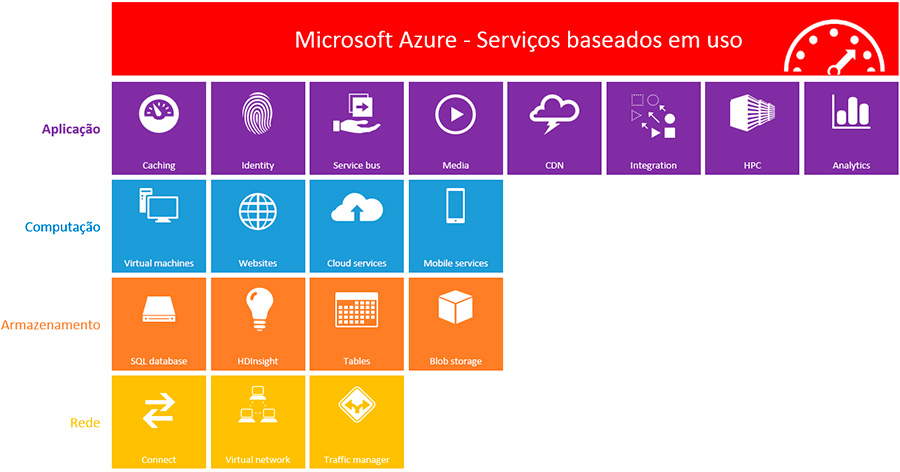 Microsoft Azure - Serviços baseados em uso
Aplicação
Caching
Identity
Service bus
Media
CDN
Integration
HPC
Analytics
Computação
Virtual machines
Websites
Cloud services
Mobile services
Armazenamento
SQL database
HDInsight
Tables
Blob storage
Rede
Connect
Virtual network
Traffic manager